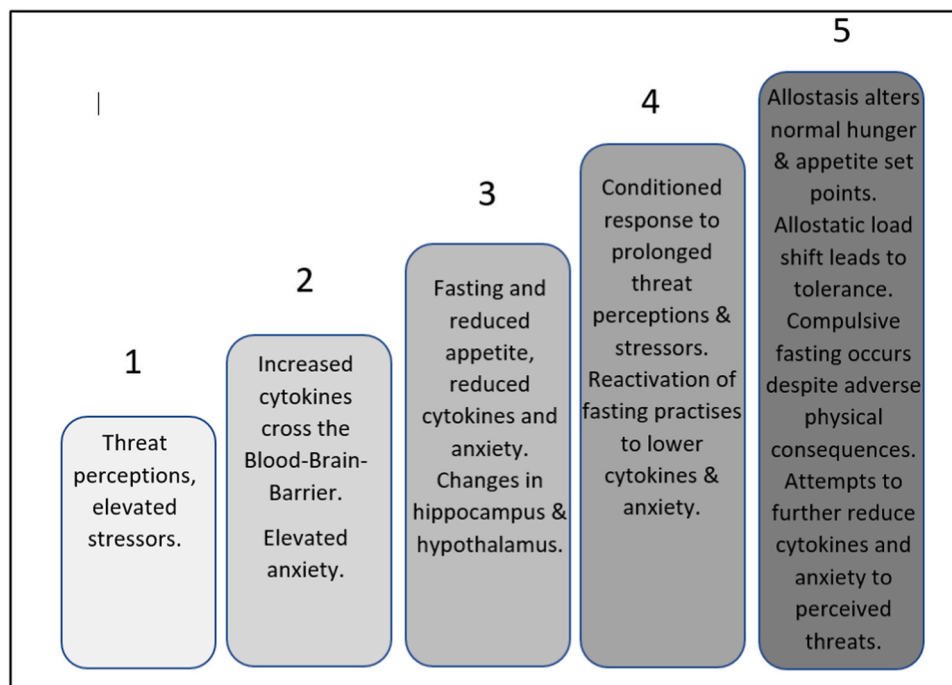 1
Threat
perceptions,
elevated
stressors.
2
Increased
cytokines
cross the
Blood-Brain-
Barrier.
Elevated
anxiety.
3
Fasting and
reduced
appetite,
reduced
cytokines and
anxiety.
Changes in
hippocampus &
hypothalamus.
4
Conditioned
response to
prolonged
threat
perceptions &
stressors.
Reactivation of
fasting practises
to lower
cytokines &
anxiety.
5
Allostasis alters
normal hunger
& appetite set
points.
Allostatic load
shift leads to
tolerance.
Compulsive
fasting occurs
despite adverse
physical
consequences.
Attempts to
further reduce
cytokines and
anxiety to
perceived
threats.